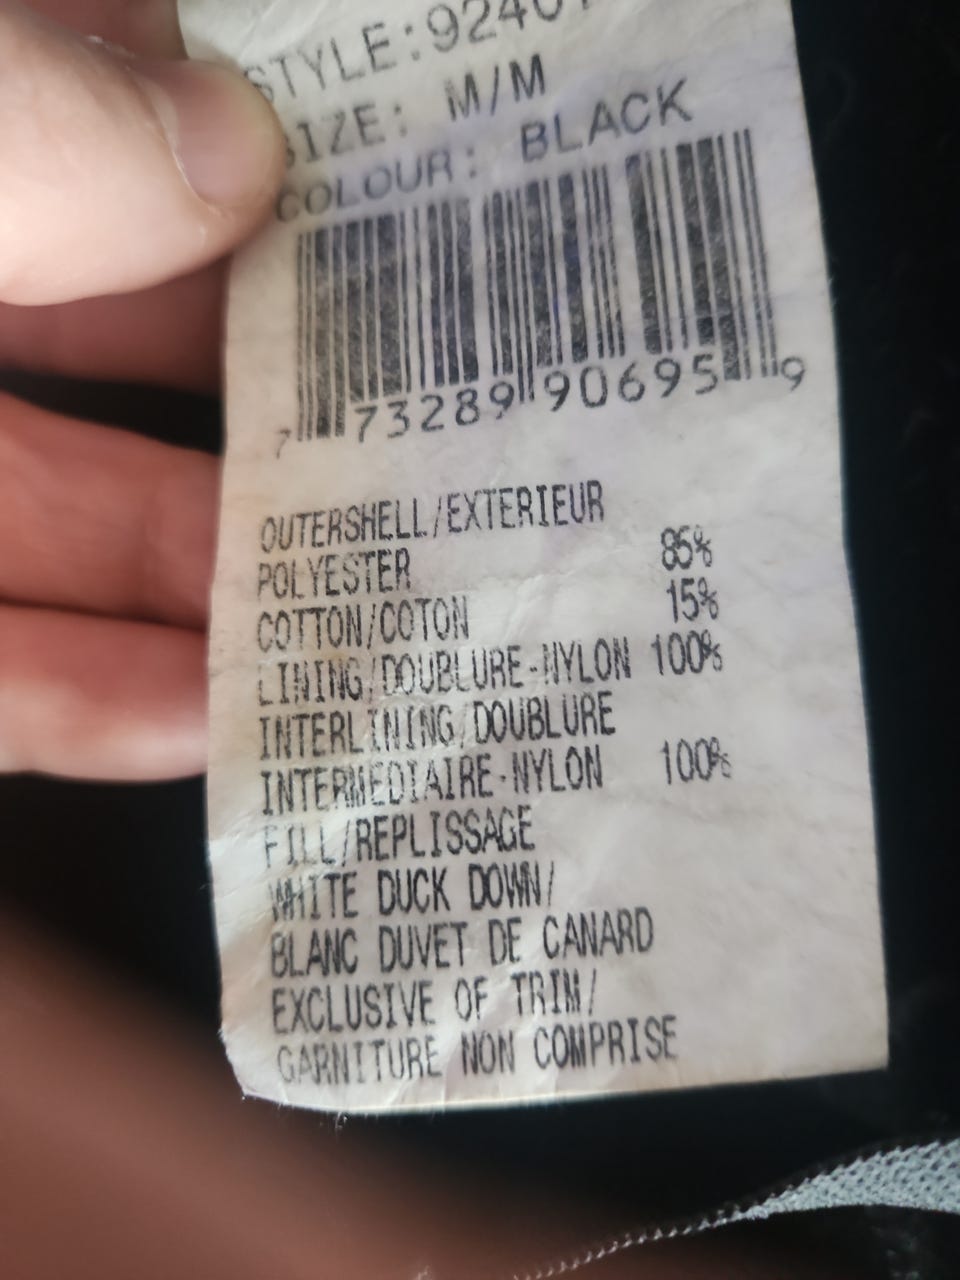 STYLE:9240
SIZE: M/M
COLOUR: BLACK
7 73289 90695 9
OUTERSHELL/EXTERIEUR
POLYESTER 85%
COTTON/COTON 15%
LINING/DOUBLURE-NYLON 100%
INTERLINING/DOUBLURE
INTERMEDIAIRE-NYLON 100%
FILL/REPLISSAGE
WHITE DUCK DOWN/
BLANC DUVET DE CANARD
EXCLUSIVE OF TRIM/
GARNITURE NON COMPRISE